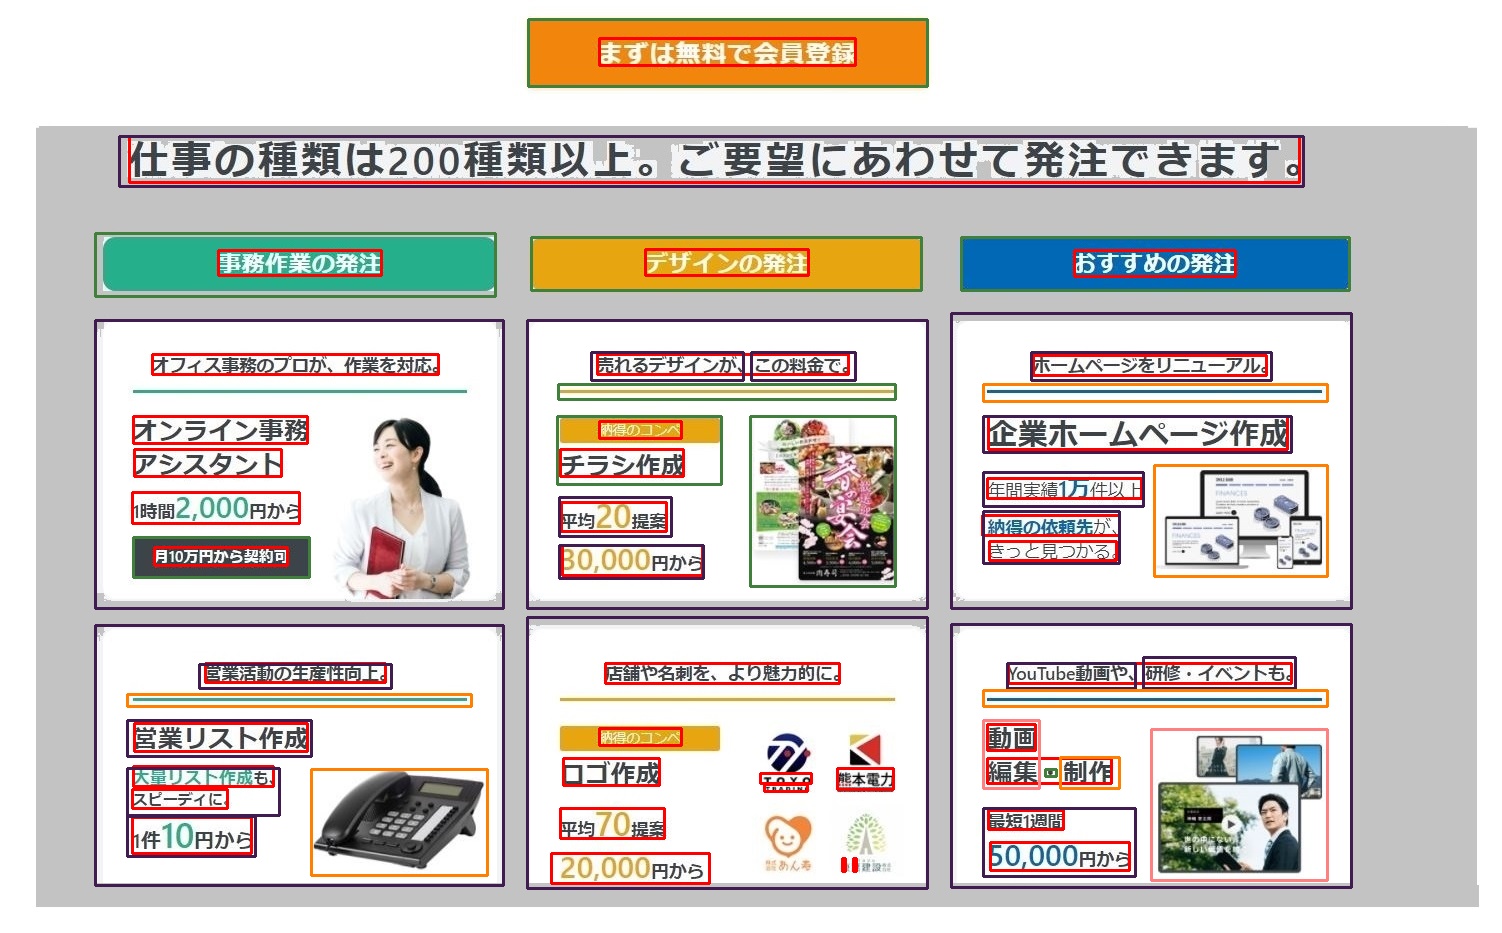 まずは無料で会員登録
仕事の種類は200種類以上。ご要望にあわせて発注できます。
事務作業の発注
デザインの発注
おすすめの発注
オフィス事務のプロが、作業を対応。
オンライン事務
アシスタント
1時間2,000円から
月10万円から契約可
売れるデザインが、この料金で。
納得のコンペ
チラシ作成
平均20提案
30,000円から
ホームページをリニューアル。
企業ホームページ作成
年間実績1万件以上
納得の依頼先が、
きっと見つかる。
FINANCES
FINANCES
営業活動の生産性向上。
営業リスト作成
大量リスト作成も、
スピーディに。
1件10円から
店舗や名刺を、より魅力的に。
納得のコンペ
ロゴ作成
平均70提案
20,000円から
TOYO
TRADING
熊本電力
あん寿
建設
YouTube動画や、研修・イベントも。
動画
編集・制作
最短1週間
50,000円から